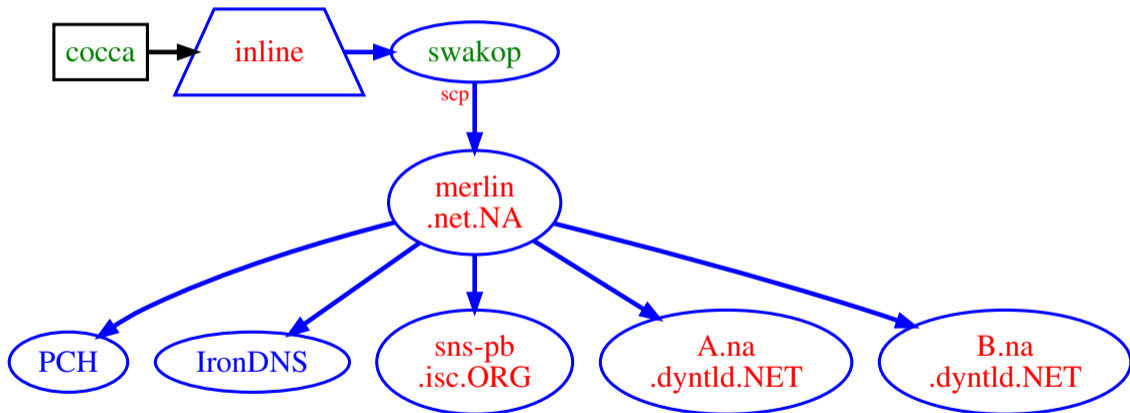 cocca
inline
swakop
scp
merlin
.net.NA
PCH
IronDNS
sns-pb
.isc.ORG
A.na
.dyntld.NET
B.na
.dyntld.NET